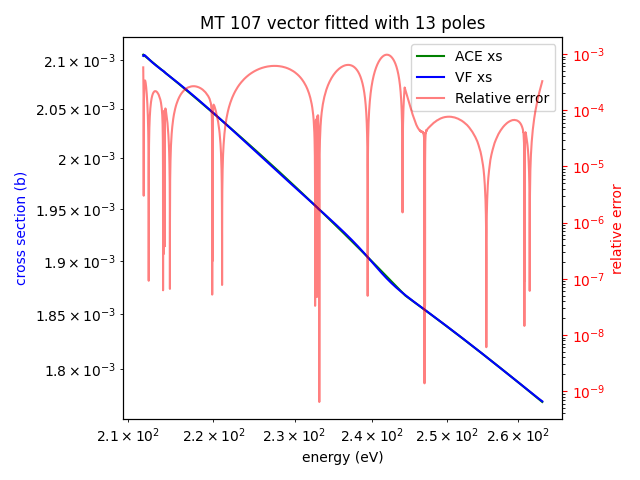 MT 107 vector fitted with 13 poles
ACE xs
VF xs
Relative error
cross section (b)
2.1 × 10⁻³
2.05 × 10⁻³
2 × 10⁻³
1.95 × 10⁻³
1.9 × 10⁻³
1.85 × 10⁻³
1.8 × 10⁻³
10⁻³
10⁻⁴
10⁻⁵
10⁻⁶
10⁻⁷
10⁻⁸
10⁻⁹
relative error
2.1 × 10² 2.2 × 10² 2.3 × 10² 2.4 × 10² 2.5 × 10² 2.6 × 10²
energy (eV)